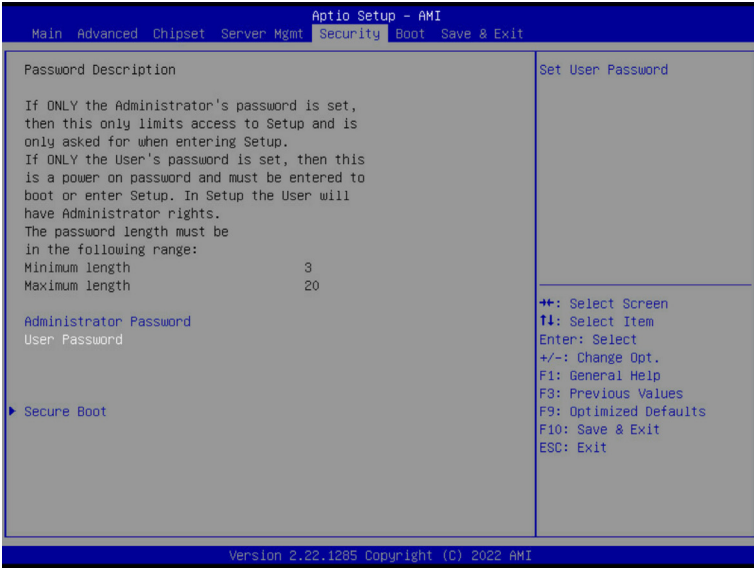 Aptio Setup - AMI
Main Advanced Chipset Server Mgmt Security Boot Save & Exit
Password Description
If ONLY the Administrator's password is set,
then this only limits access to Setup and is
only asked for when entering Setup.
If ONLY the User's password is set, then this
is a power on password and must be entered to
boot or enter Setup. In Setup the User will
have Administrator rights.
The password length must be
in the following range:
Minimum length 3
Maximum length 20
Administrator Password
User Password
Secure Boot
Set User Password
→←: Select Screen
↑↓: Select Item
Enter: Select
+/-: Change Opt.
F1: General Help
F3: Previous Values
F9: Optimized Defaults
F10: Save & Exit
ESC: Exit
Version 2.22.1285 Copyright (C) 2022 AMI